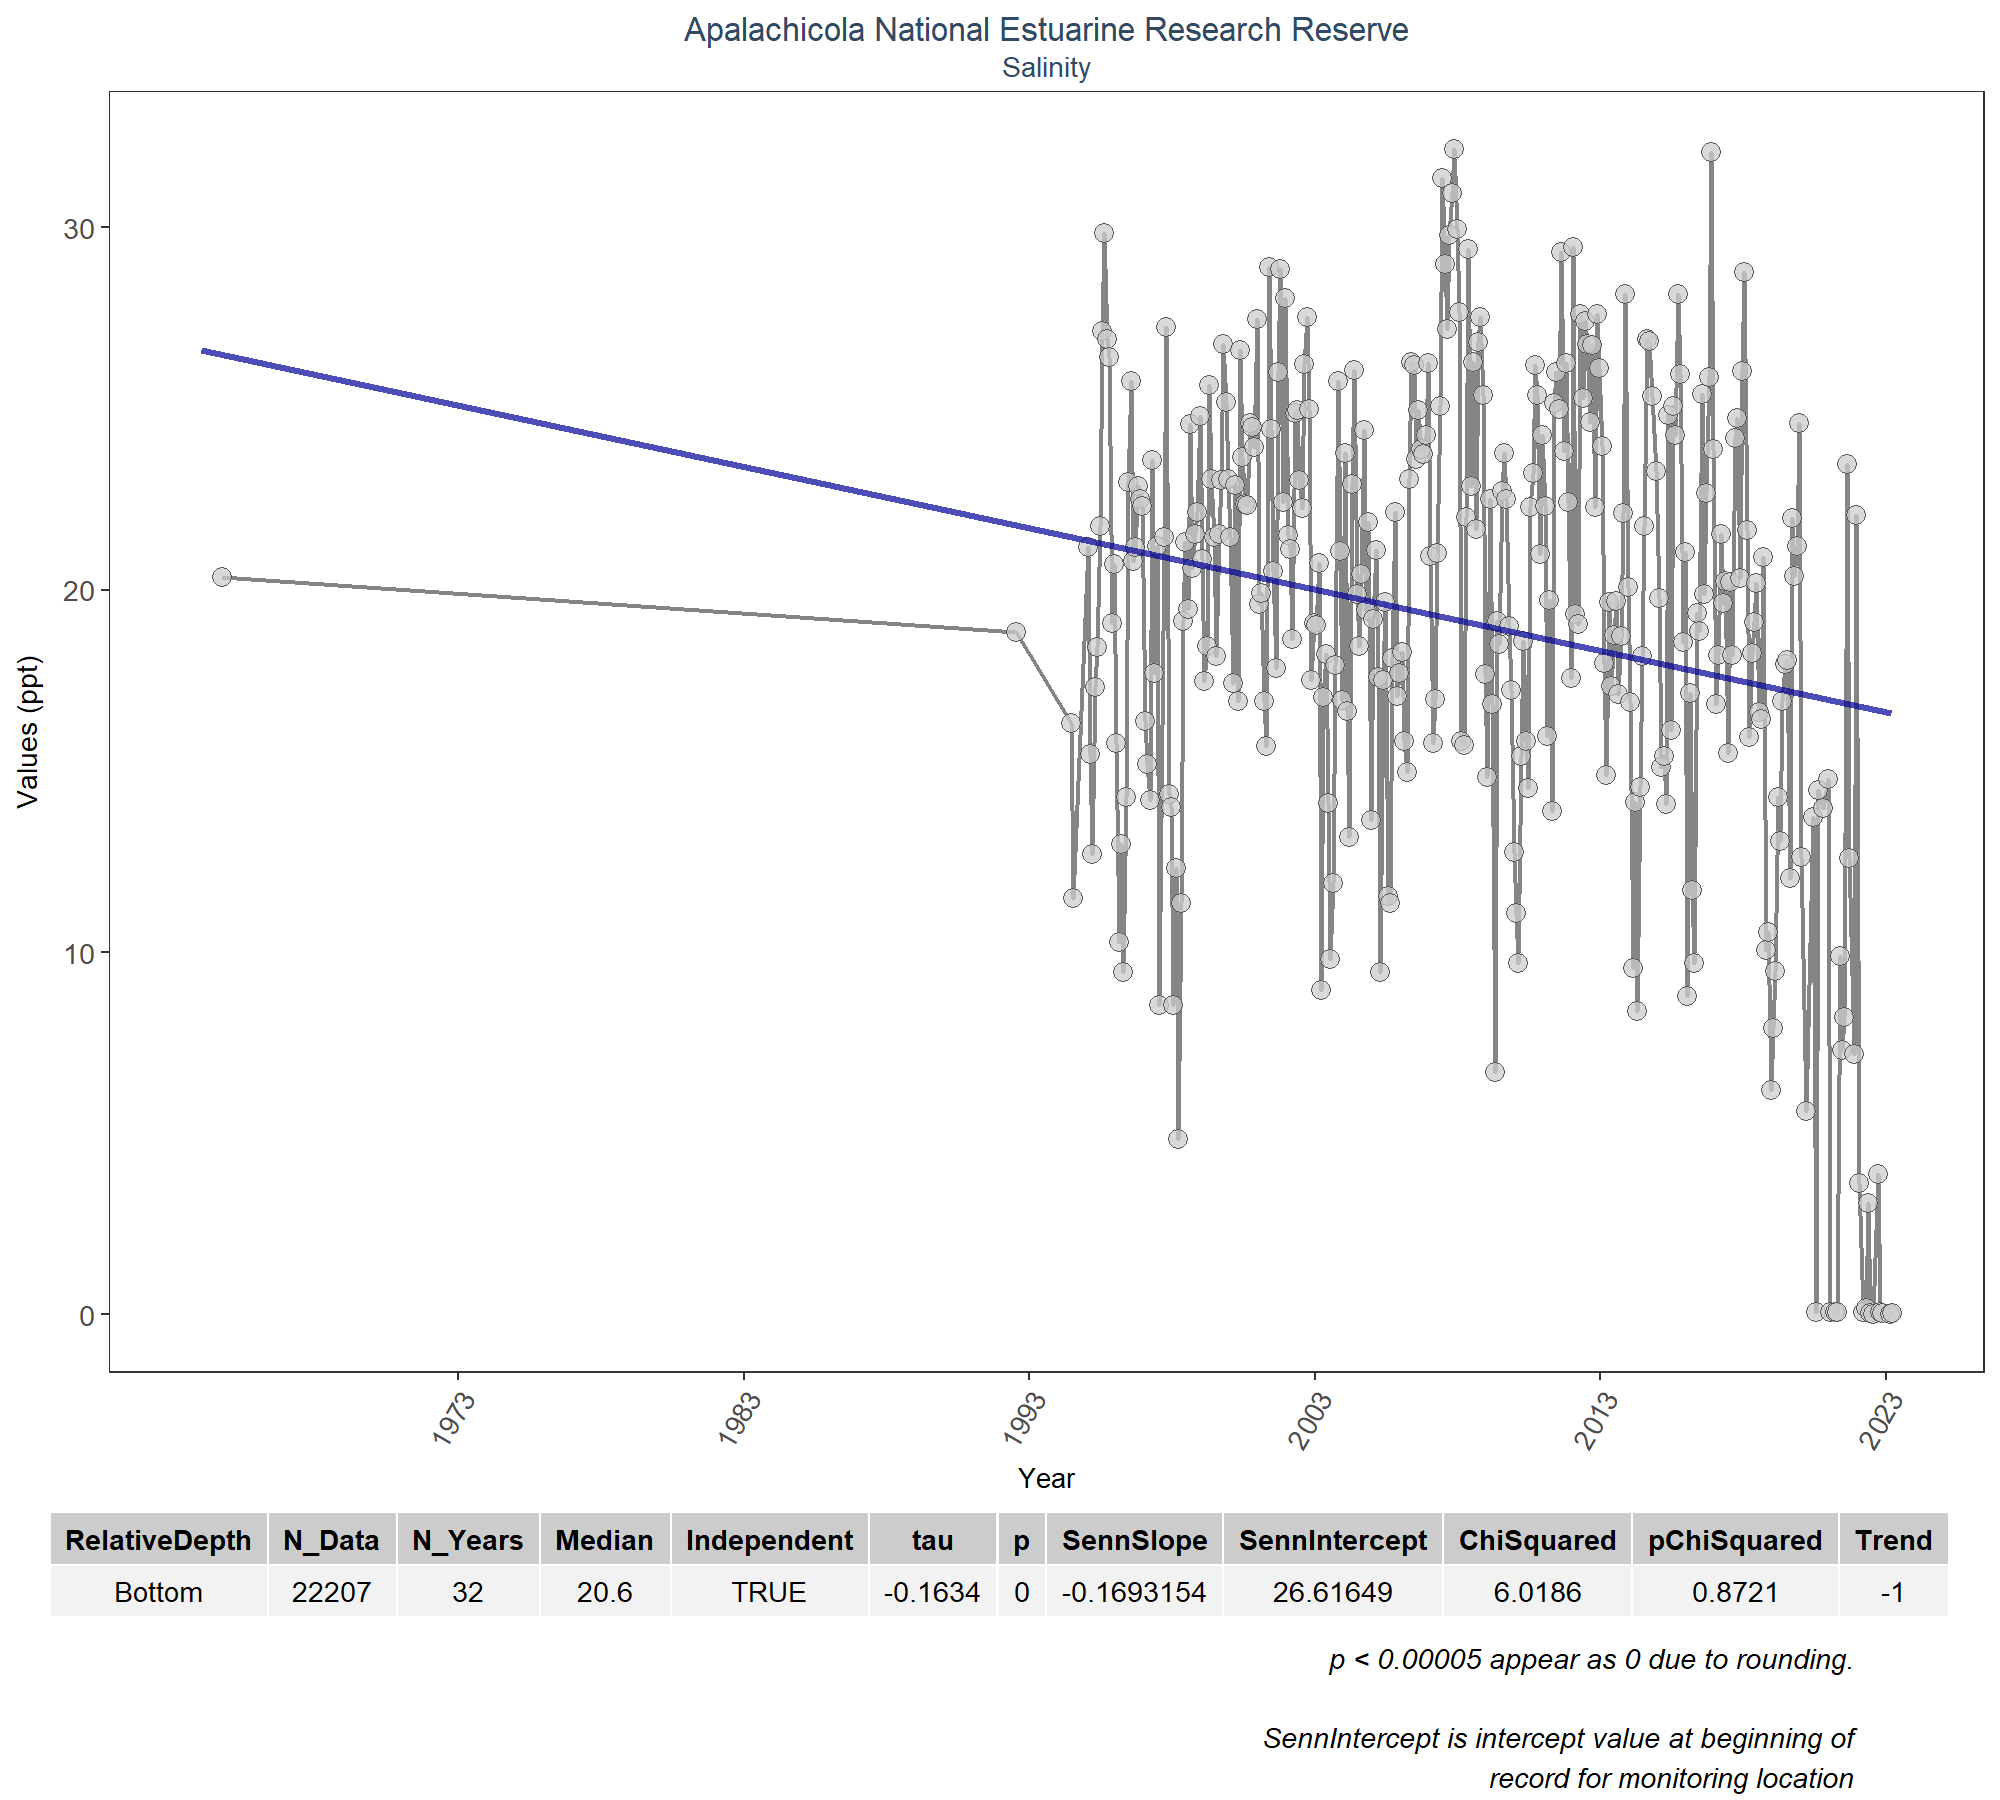 Apalachicola National Estuarine Research Reserve
Salinity
Values (ppt)
30
20
10
0
1973 1983 1993 2003 2013 2023
Year
RelativeDepth N_Data N_Years Median Independent tau p SennSlope SennIntercept ChiSquared pChiSquared Trend
Bottom 22207 32 20.6 TRUE -0.1634 0 -0.1693154 26.61649 6.0186 0.8721 -1
p < 0.00005 appear as 0 due to rounding.
SennIntercept is intercept value at beginning of
record for monitoring location